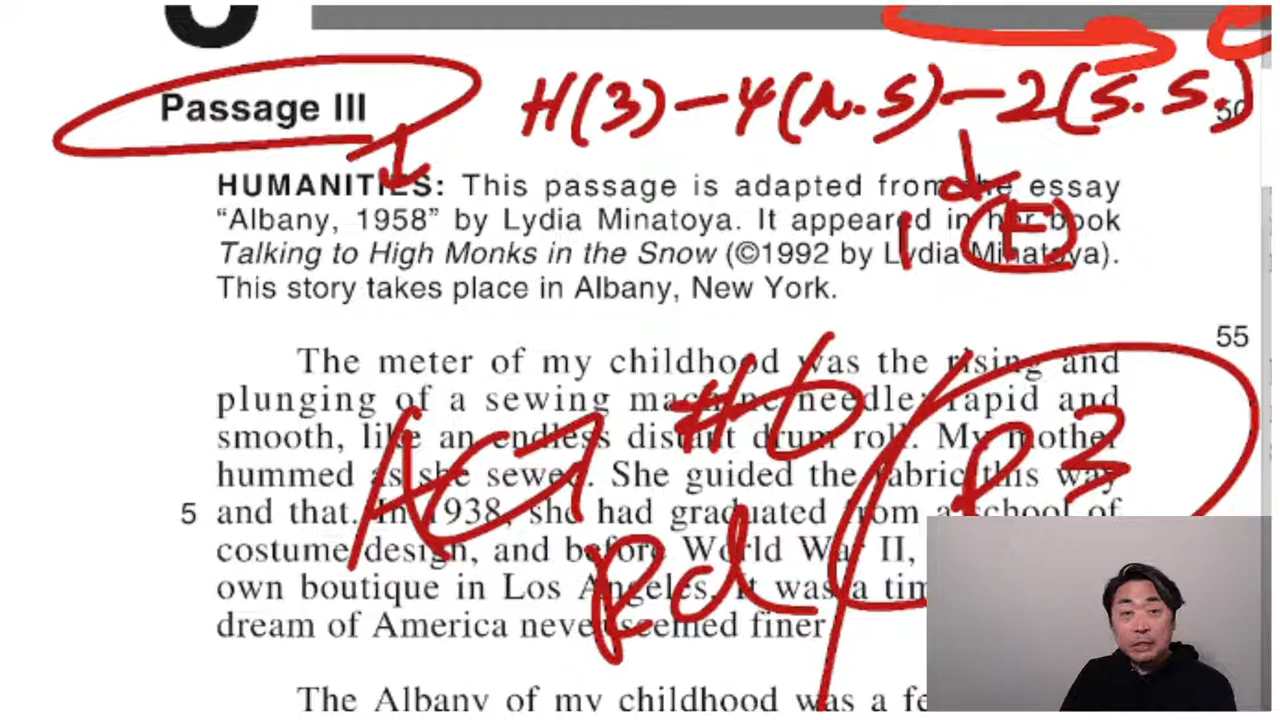 Passage III
H(3)-4(N.S)-2(S.S.)
50
HUMANITIES: This passage is adapted from the essay
1 F
“Albany, 1958” by Lydia Minatoya. It appeared in her book
Talking to High Monks in the Snow (©1992 by Lydia Minatoya).
This story takes place in Albany, New York.
55
The meter of my childhood was the rising and
plunging of a sewing machine needle; rapid and
smooth, like an endless distant drum roll. My mother
hummed as she sewed. She guided the fabric this way
5 and that. In 1938, she had graduated from a school of
costume design, and before World War II,
own boutique in Los Angeles. It was a tim
dream of America never seemed finer
ACT #6
Rd P3
The Albany of my childhood was a fe